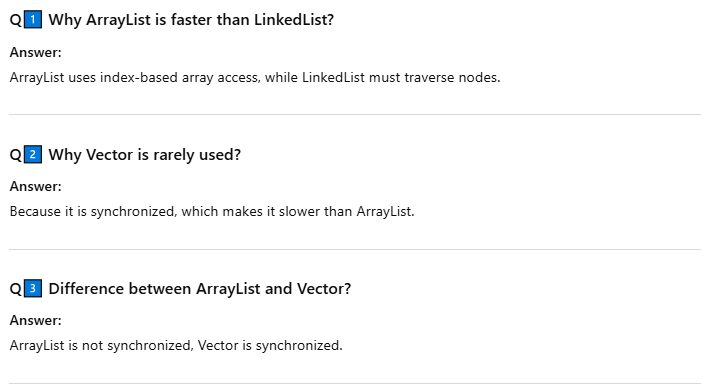 Q1 Why ArrayList is faster than LinkedList?
Answer:
ArrayList uses index-based array access, while LinkedList must traverse nodes.
Q2 Why Vector is rarely used?
Answer:
Because it is synchronized, which makes it slower than ArrayList.
Q3 Difference between ArrayList and Vector?
Answer:
ArrayList is not synchronized, Vector is synchronized.